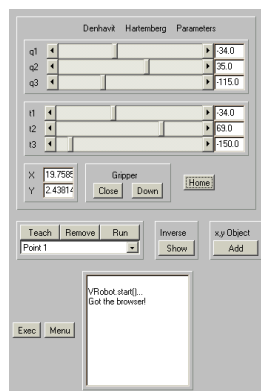 Denhavit Hartemberg Parameters
q1 -34.0
q2 35.0
q3 -115.0
t1 -34.0
t2 69.0
t3 -150.0
X 19.7585
Y 2.43814
Gripper
Close Down
Home
Teach Remove Run
Point 1
Inverse
Show
x,y Object
Add
VRobot.start()...
Got the browser!
Exec Menu